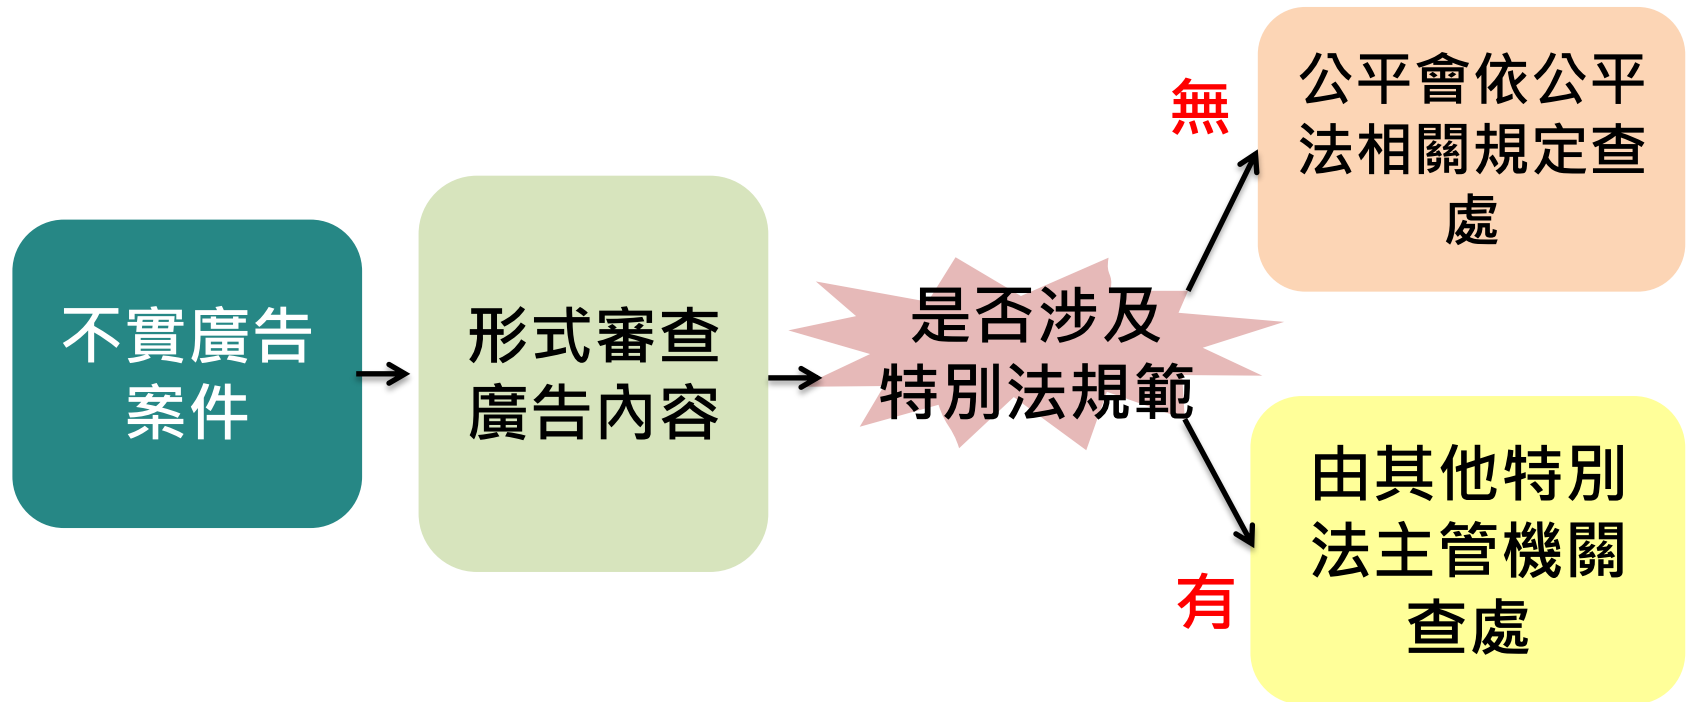 不實廣告
案件
形式審查
廣告內容
是否涉及
特別法規範
無
公平會依公平
法相關規定查
處
有
由其他特別
法主管機關
查處